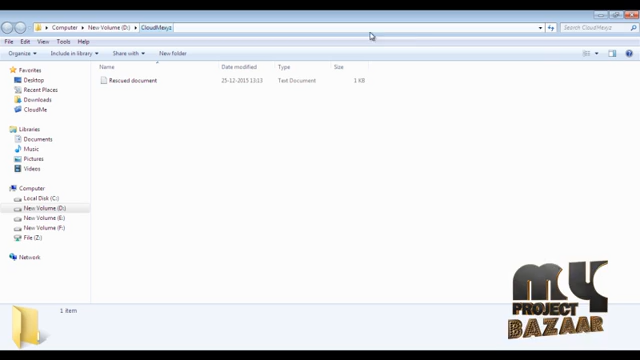 Computer ▸ New Volume (D:) ▸ CloudMesys
Search CloudMesys
File Edit View Tools Help
Organize Include in library Share with New folder
Name Date modified Type Size
Rescued document 25-12-2015 13:13 Text Document 1 KB
Favorites
Desktop
Recent Places
Downloads
CloudMe
Libraries
Documents
Music
Pictures
Videos
Computer
Local Disk (C:)
New Volume (D:)
New Volume (E:)
New Volume (F:)
File (Z:)
Network
1 item
my
PROJECT
BAZAAR